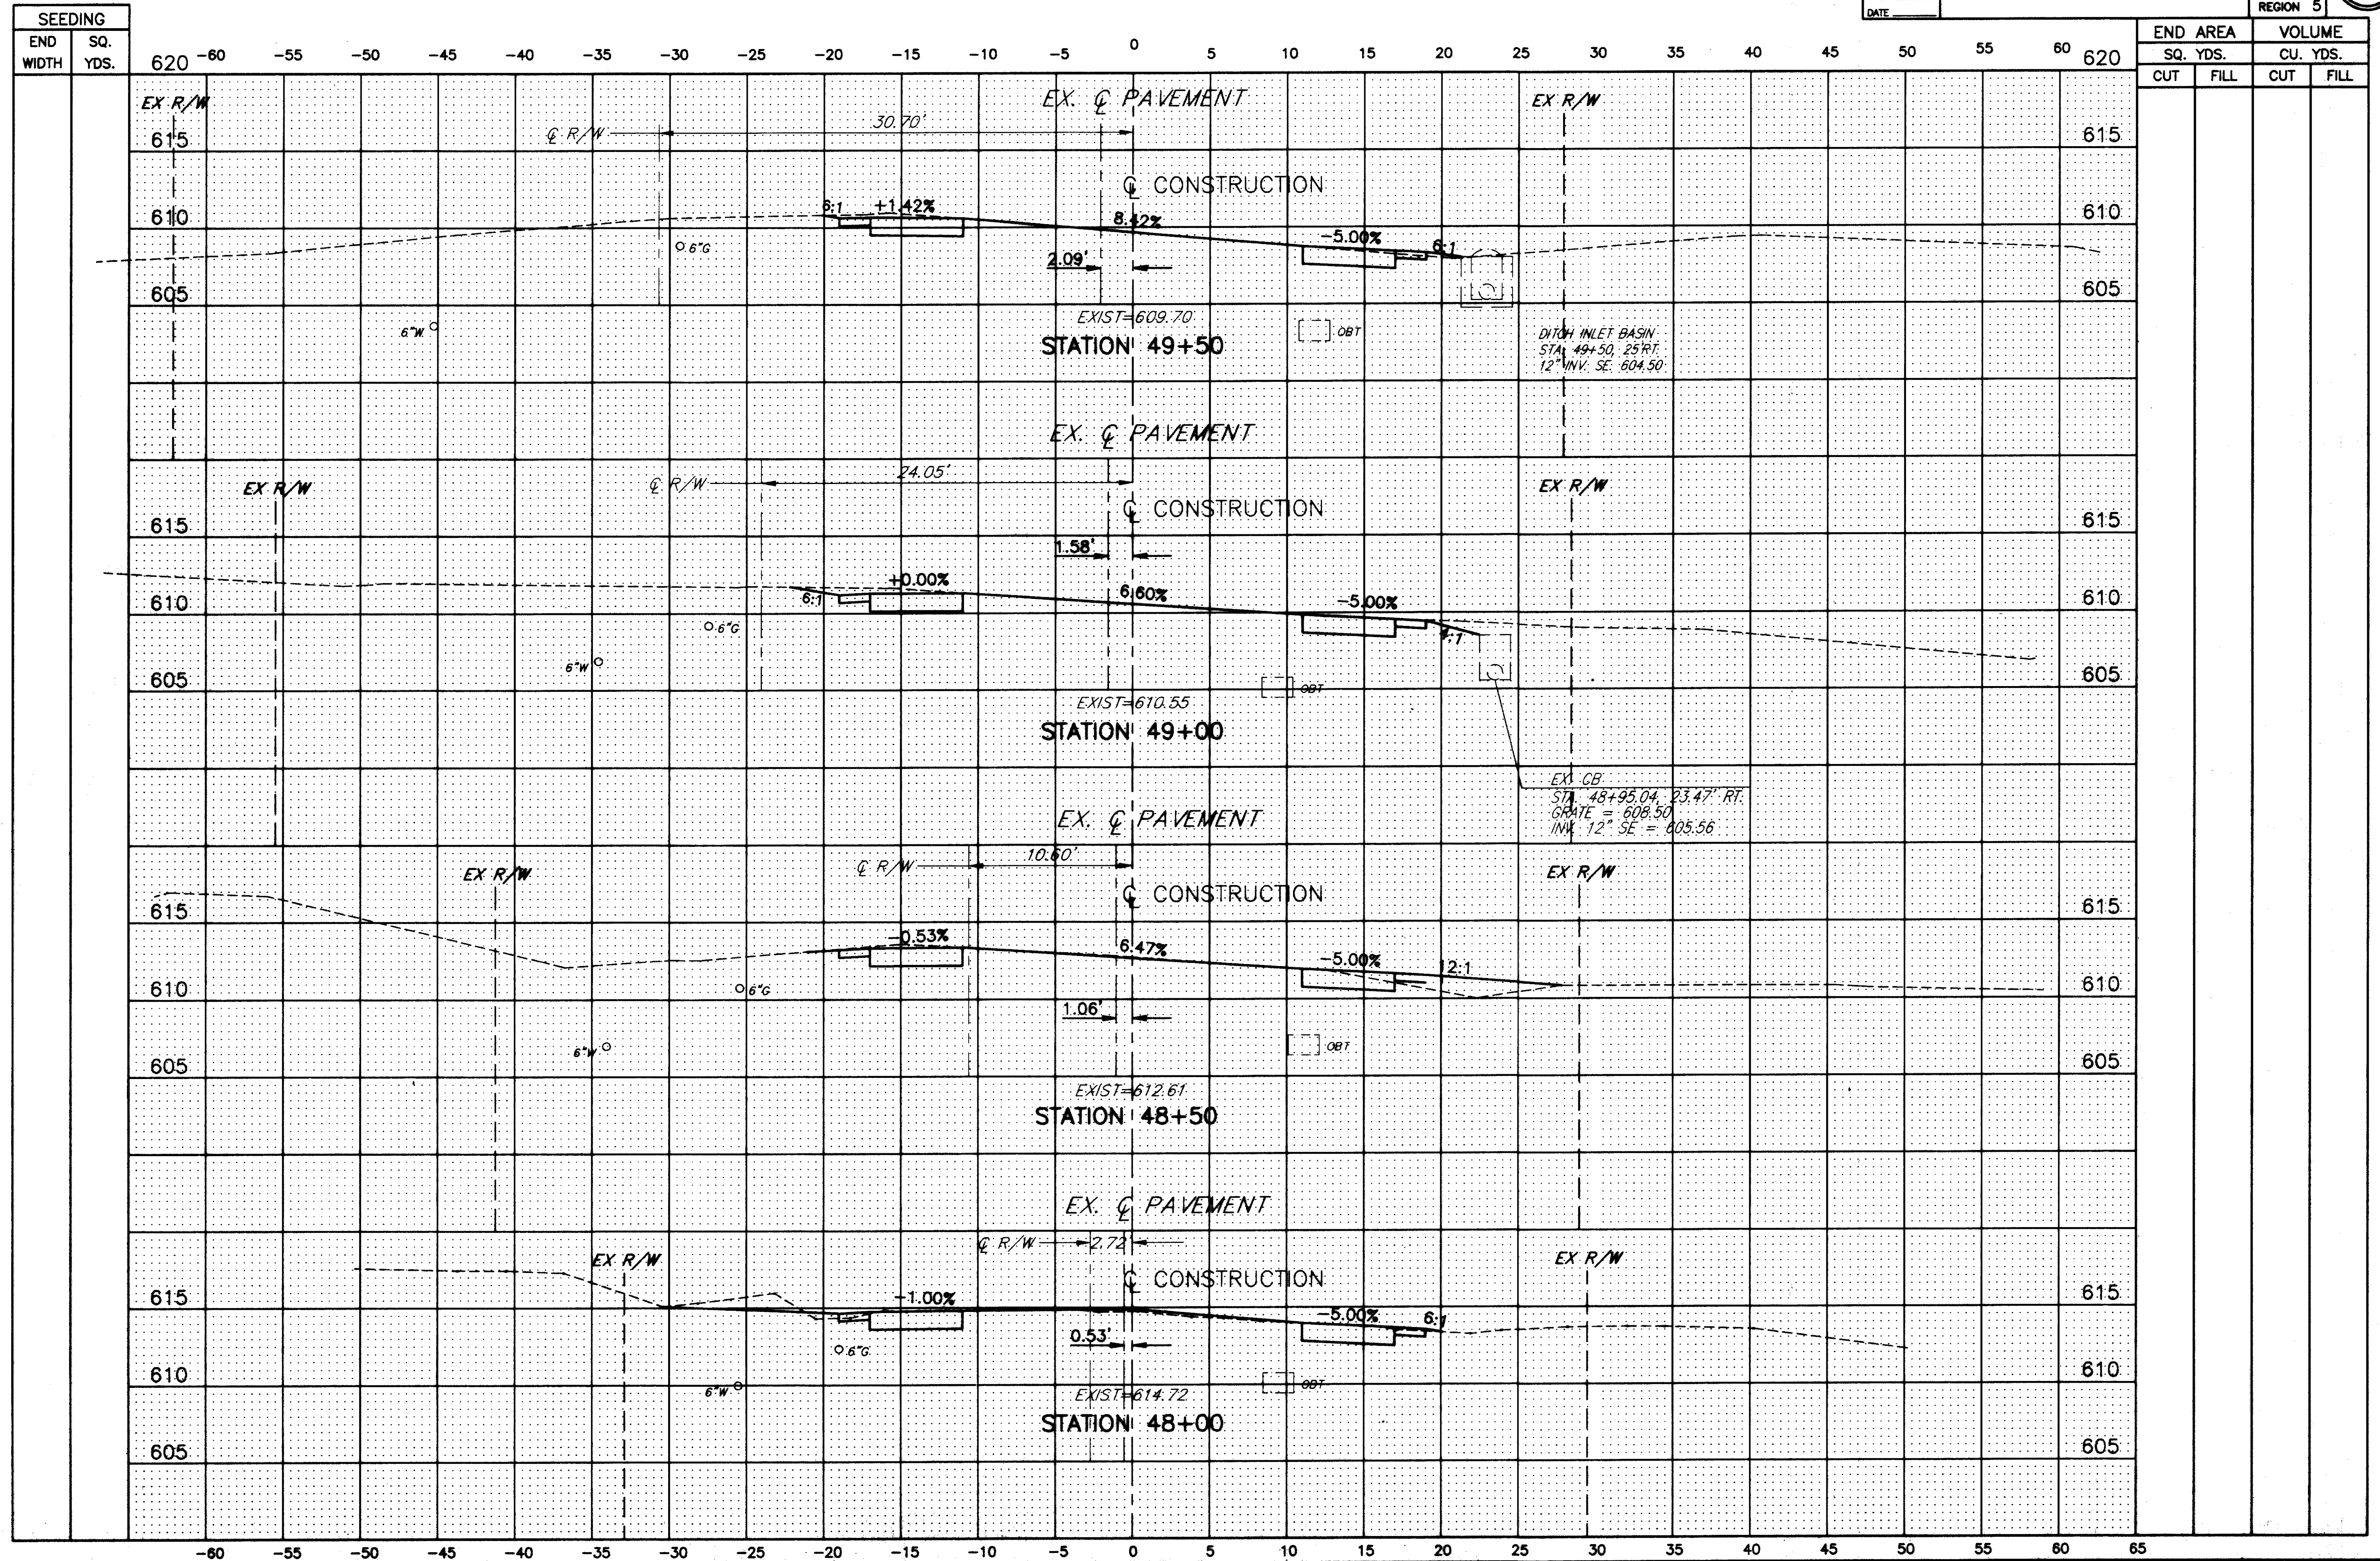 DATE
REGION 5
SEEDING
END WIDTH
SQ. YDS.
END AREA
VOLUME
SQ. YDS.
CU. YDS.
CUT
FILL
CUT
FILL
-60 -55 -50 -45 -40 -35 -30 -25 -20 -15 -10 -5 0 5 10 15 20 25 30 35 40 45 50 55 60
620
620
EX R/W
EX. ℄ PAVEMENT
EX R/W
℄ R/W
30.70'
615
615
℄ CONSTRUCTION
6:1
+1.42%
8.42%
-5.00%
6:1
610
610
6"G
2.09'
605
605
6"W
EXIST=609.70
OBT
STATION 49+50
DITCH INLET BASIN
STA. 49+50, 25'RT.
12" INV. SE. 604.50
EX. ℄ PAVEMENT
EX R/W
℄ R/W
24.05'
EX R/W
℄ CONSTRUCTION
615
615
1.58'
+0.00%
6:1
6.60%
-5.00%
4:1
610
610
6"G
6"W
605
605
OBT
EXIST=610.55
STATION 49+00
EX. CB
STA. 48+95.04, 23.47' RT.
GRATE = 608.50
INV. 12" SE = 605.56
EX. ℄ PAVEMENT
EX R/W
℄ R/W
10.60'
EX R/W
℄ CONSTRUCTION
615
615
-0.53%
6.47%
-5.00%
12:1
610
610
6"G
1.06'
6"W
OBT
605
605
EXIST=612.61
STATION 48+50
EX. ℄ PAVEMENT
℄ R/W
2.72'
EX R/W
EX R/W
℄ CONSTRUCTION
615
615
-1.00%
-5.00%
6:1
0.53'
6"G
610
610
6"W
OBT
EXIST=614.72
STATION 48+00
605
605
-60 -55 -50 -45 -40 -35 -30 -25 -20 -15 -10 -5 0 5 10 15 20 25 30 35 40 45 50 55 60 65